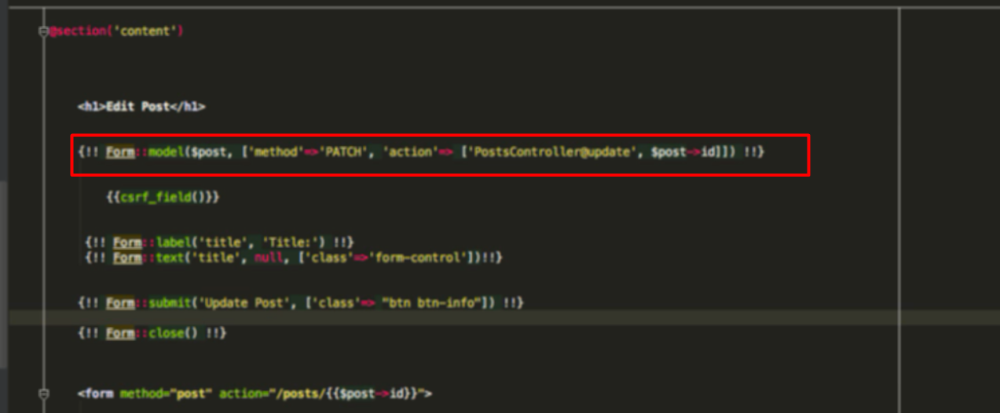 @section('content')
<h1>Edit Post</h1>
{!! Form::model($post, ['method'=>'PATCH', 'action'=> ['PostsController@update', $post->id]]) !!}
{{csrf_field()}}
{!! Form::label('title', 'Title:') !!}
{!! Form::text('title', null, ['class'=>'form-control'])!!}
{!! Form::submit('Update Post', ['class'=> "btn btn-info"]) !!}
{!! Form::close() !!}
<form method="post" action="/posts/{{$post->id}}">